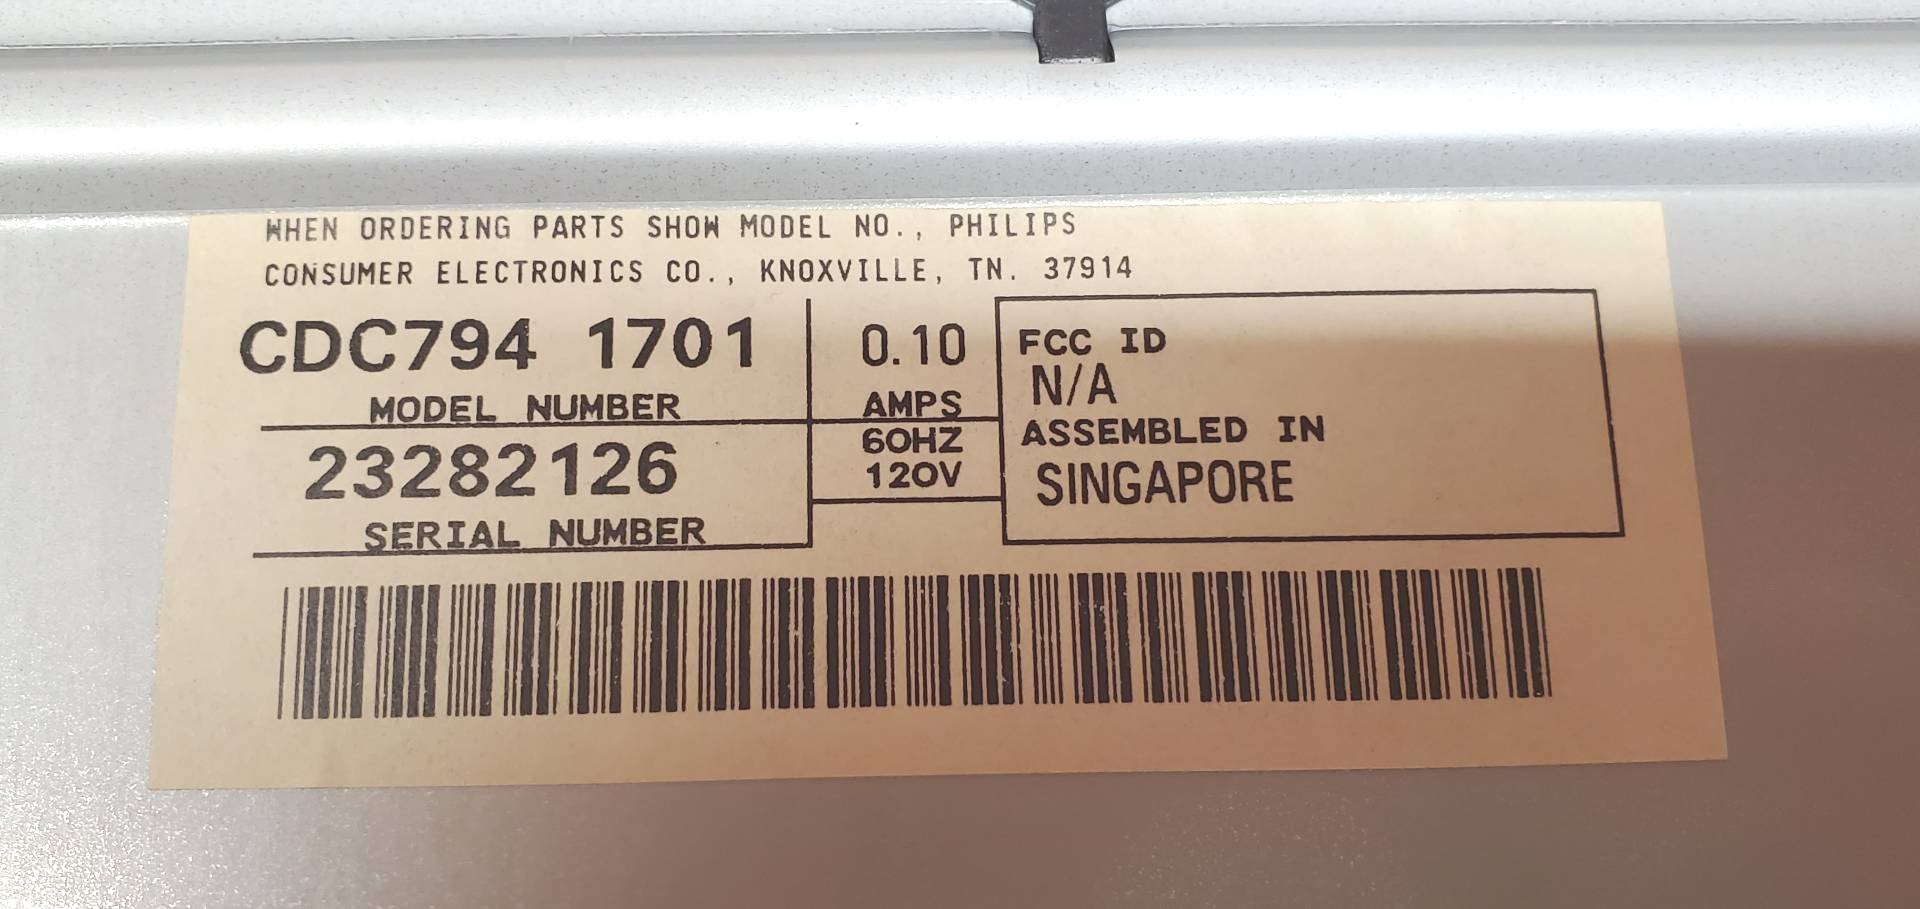 WHEN ORDERING PARTS SHOW MODEL NO., PHILIPS
CONSUMER ELECTRONICS CO., KNOXVILLE, TN. 37914
CDC794 1701
MODEL NUMBER
23282126
SERIAL NUMBER
0.10
AMPS
60HZ
120V
FCC ID
N/A
ASSEMBLED IN
SINGAPORE